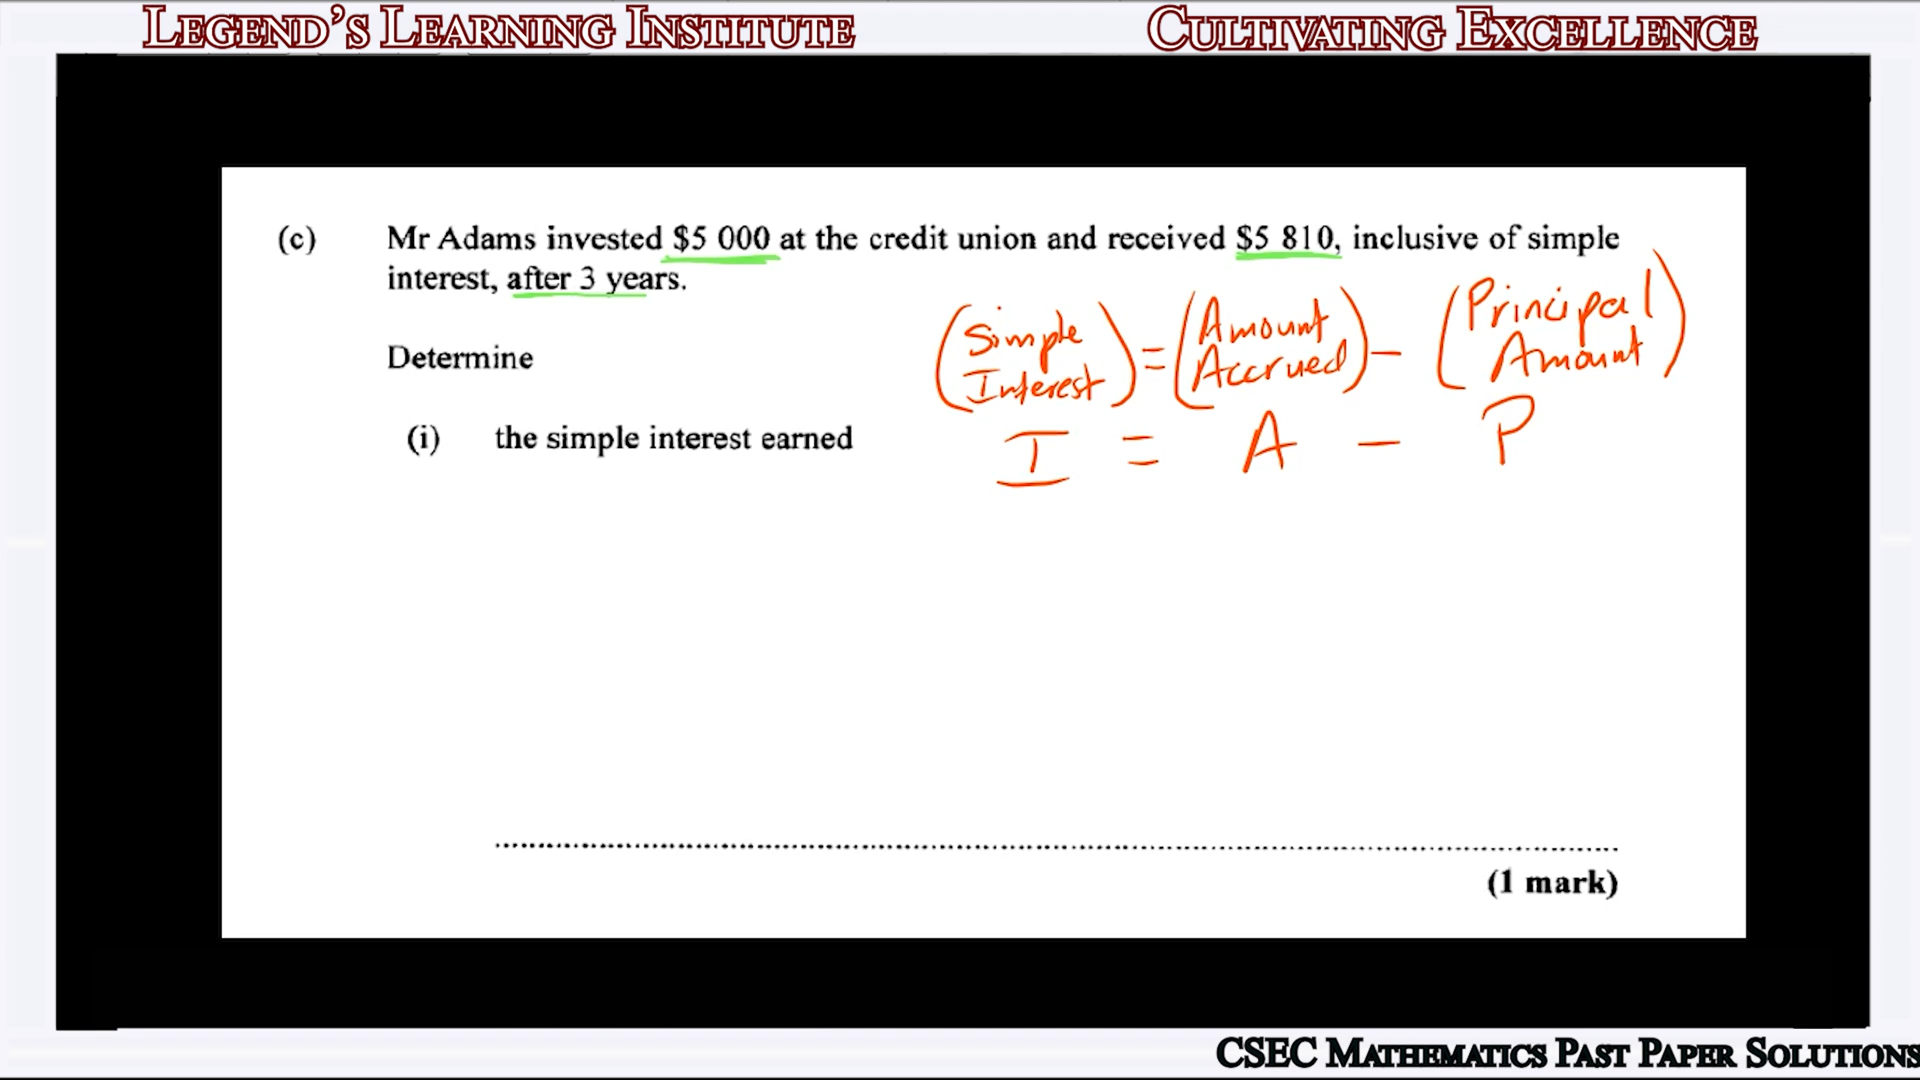 LEGEND'S LEARNING INSTITUTE CULTIVATING EXCELLENCE
(c) Mr Adams invested $5 000 at the credit union and received $5 810, inclusive of simple
interest, after 3 years.
Determine
(Simple Interest) = (Amount Accrued) - (Principal Amount)
(i) the simple interest earned
I = A - P
(1 mark)
CSEC MATHEMATICS PAST PAPER SOLUTIONS